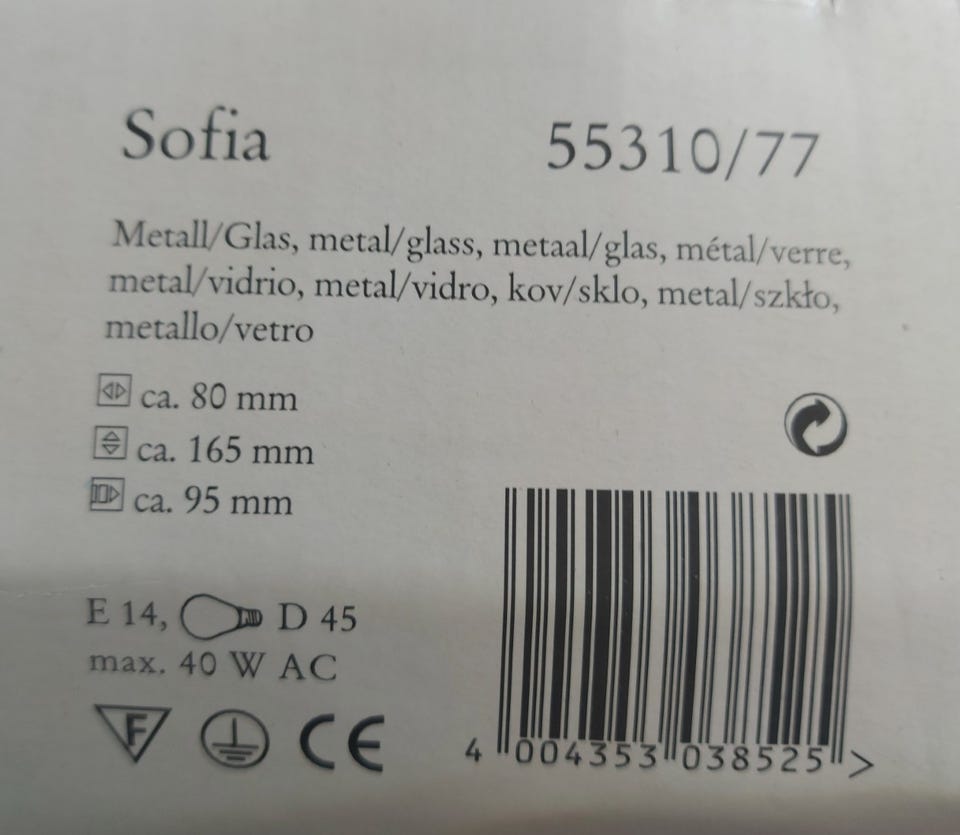 Sofia 55310/77
Metall/Glas, metal/glass, metaal/glas, métal/verre,
metal/vidrio, metal/vidro, kov/sklo, metal/szkło,
metallo/vetro
ca. 80 mm
ca. 165 mm
ca. 95 mm
E 14, D 45
max. 40 W AC
F CE
4 004353 038525 >